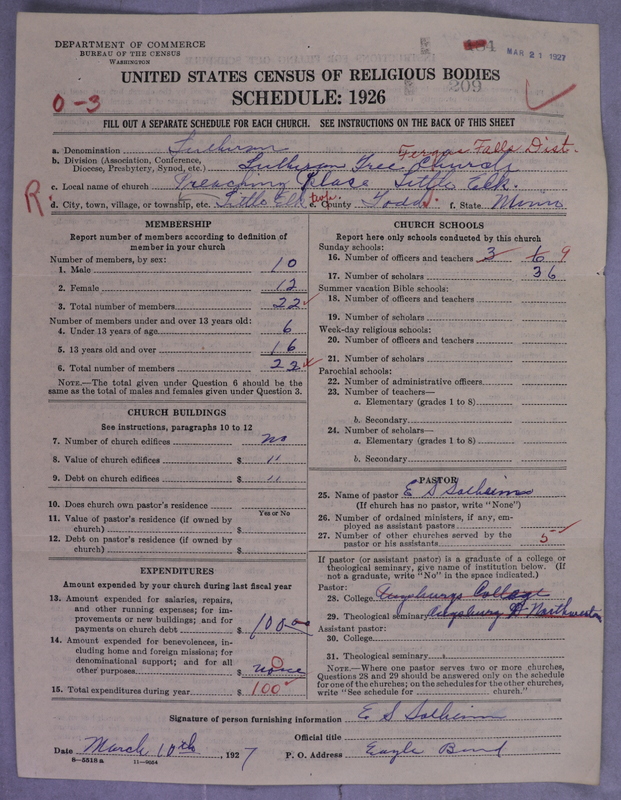 DEPARTMENT OF COMMERCE
BUREAU OF THE CENSUS
WASHINGTON
MAR 21 1927
209
UNITED STATES CENSUS OF RELIGIOUS BODIES
SCHEDULE: 1926
0-3
FILL OUT A SEPARATE SCHEDULE FOR EACH CHURCH. SEE INSTRUCTIONS ON THE BACK OF THIS SHEET
a. Denomination Lutheran Fergus Falls Dist.
b. Division (Association, Conference, Diocese, Presbytery, Synod, etc.) Lutheran Free Church
c. Local name of church Preaching Place Little Elk.
R d. City, town, village, or township, etc. Little Elk twp. e. County Todd f. State Minn
MEMBERSHIP
Report number of members according to definition of
member in your church
Number of members, by sex:
1. Male 10
2. Female 12
3. Total number of members 22
Number of members under and over 13 years old:
4. Under 13 years of age 6
5. 13 years old and over 16
6. Total number of members 22
NOTE.—The total given under Question 6 should be
same as the total of males and females given under Question 3.
CHURCH BUILDINGS
See instructions, paragraphs 10 to 12
7. Number of church edifices no
8. Value of church edifices $ "
9. Debt on church edifices $ "
10. Does church own pastor's residence?
Yes or No
11. Value of pastor's residence (if owned by
church) $
12. Debt on pastor's residence (if owned by
church) $
EXPENDITURES
Amount expended by your church during last fiscal year
13. Amount expended for salaries, repairs,
and other running expenses; for im-
provements or new buildings; and for
payments on church debt $ 100.00
14. Amount expended for benevolences, in-
cluding home and foreign missions; for
denominational support; and for all
other purposes $ none 0
15. Total expenditures during year $ 100
CHURCH SCHOOLS
Report here only schools conducted by this church
Sunday schools:
16. Number of officers and teachers 3 6 9
17. Number of scholars 36
Summer vacation Bible schools:
18. Number of officers and teachers
19. Number of scholars
Week-day religious schools:
20. Number of officers and teachers
21. Number of scholars
Parochial schools:
22. Number of administrative officers
23. Number of teachers—
a. Elementary (grades 1 to 8)
b. Secondary
24. Number of scholars—
a. Elementary (grades 1 to 8)
b. Secondary
PASTOR
25. Name of pastor E S Solheim
(If church has no pastor, write "None")
26. Number of ordained ministers, if any, em-
ployed as assistant pastors
27. Number of other churches served by the
pastor or his assistants 5
If pastor (or assistant pastor) is a graduate of a college or
theological seminary, give name of institution below. (If
not a graduate, write "No" in the space indicated.)
Pastor:
28. College Augsburg College
29. Theological seminary Augsburg Northwestern
Assistant pastor:
30. College
31. Theological seminary
NOTE.—Where one pastor serves two or more churches,
Questions 28 and 29 should be answered only on the schedule
for one of the churches; on the schedules for the other churches,
write "See schedule for church."
Signature of person furnishing information E S Solheim
Official title
Date March 10th, 1927 P. O. Address Eagle Bend
8—5518 a 11—9554